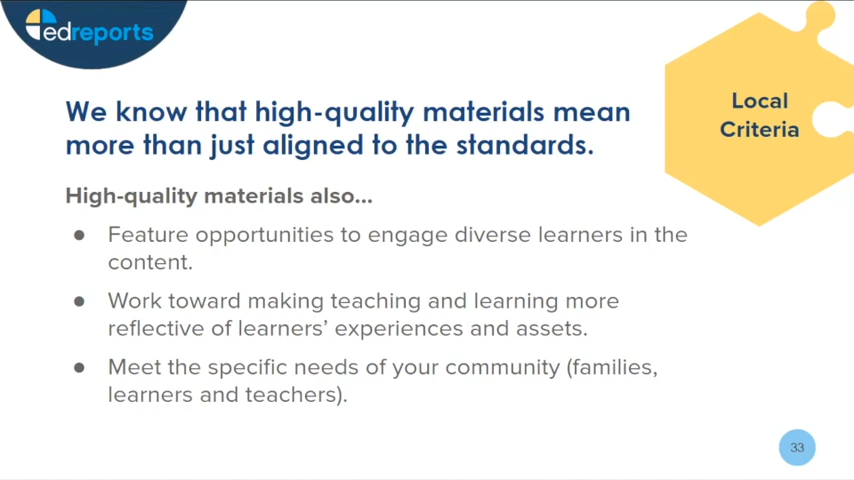 edreports
We know that high-quality materials mean
more than just aligned to the standards.
Local
Criteria
High-quality materials also...
● Feature opportunities to engage diverse learners in the
content.
● Work toward making teaching and learning more
reflective of learners' experiences and assets.
● Meet the specific needs of your community (families,
learners and teachers).
33